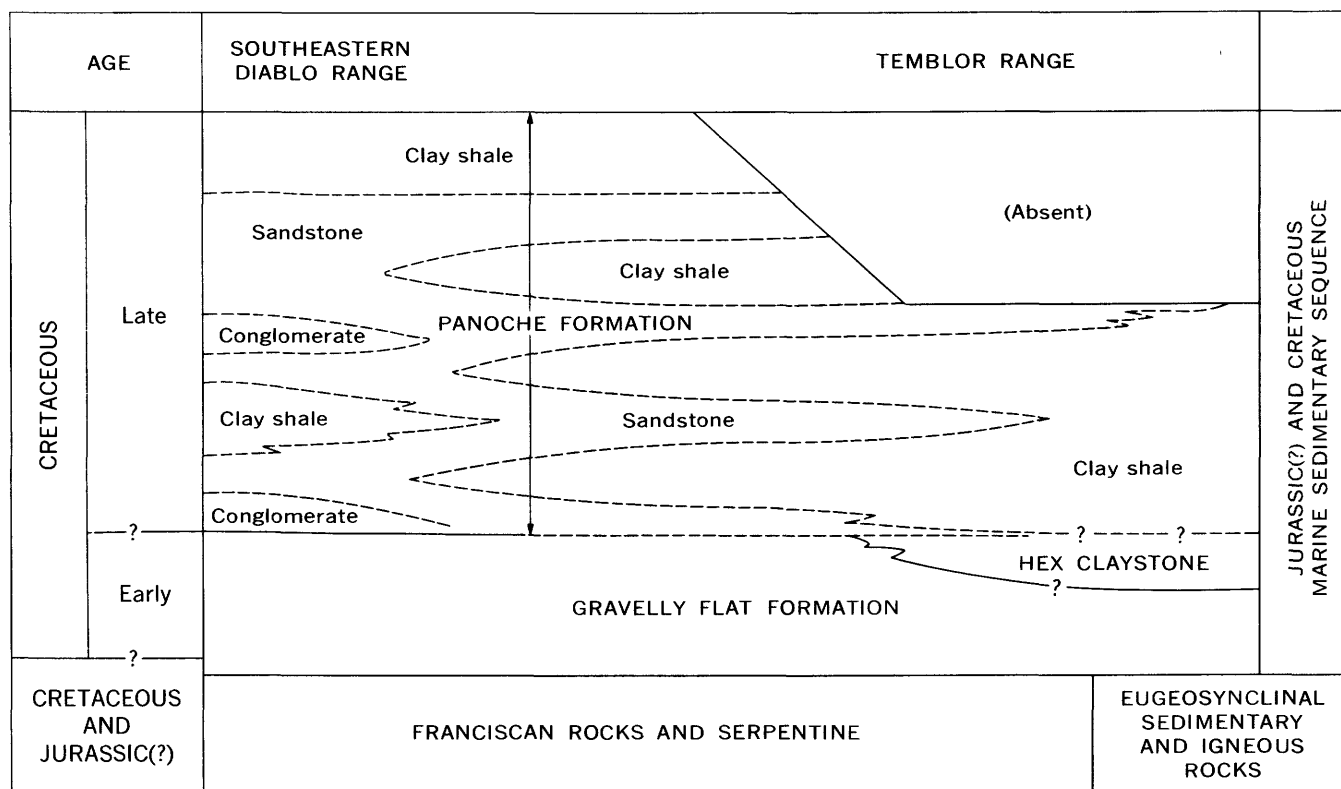 AGE
SOUTHEASTERN
DIABLO RANGE
TEMBLOR RANGE
CRETACEOUS
Late
Clay shale
Sandstone
(Absent)
Clay shale
PANOCHE FORMATION
Conglomerate
Clay shale
Sandstone
Clay shale
Conglomerate
?
?
?
HEX CLAYSTONE
?
Early
GRAVELLY FLAT FORMATION
?
JURASSIC(?) AND CRETACEOUS
MARINE SEDIMENTARY SEQUENCE
CRETACEOUS
AND
JURASSIC(?)
FRANCISCAN ROCKS AND SERPENTINE
EUGEOSYNCLINAL
SEDIMENTARY
AND IGNEOUS
ROCKS